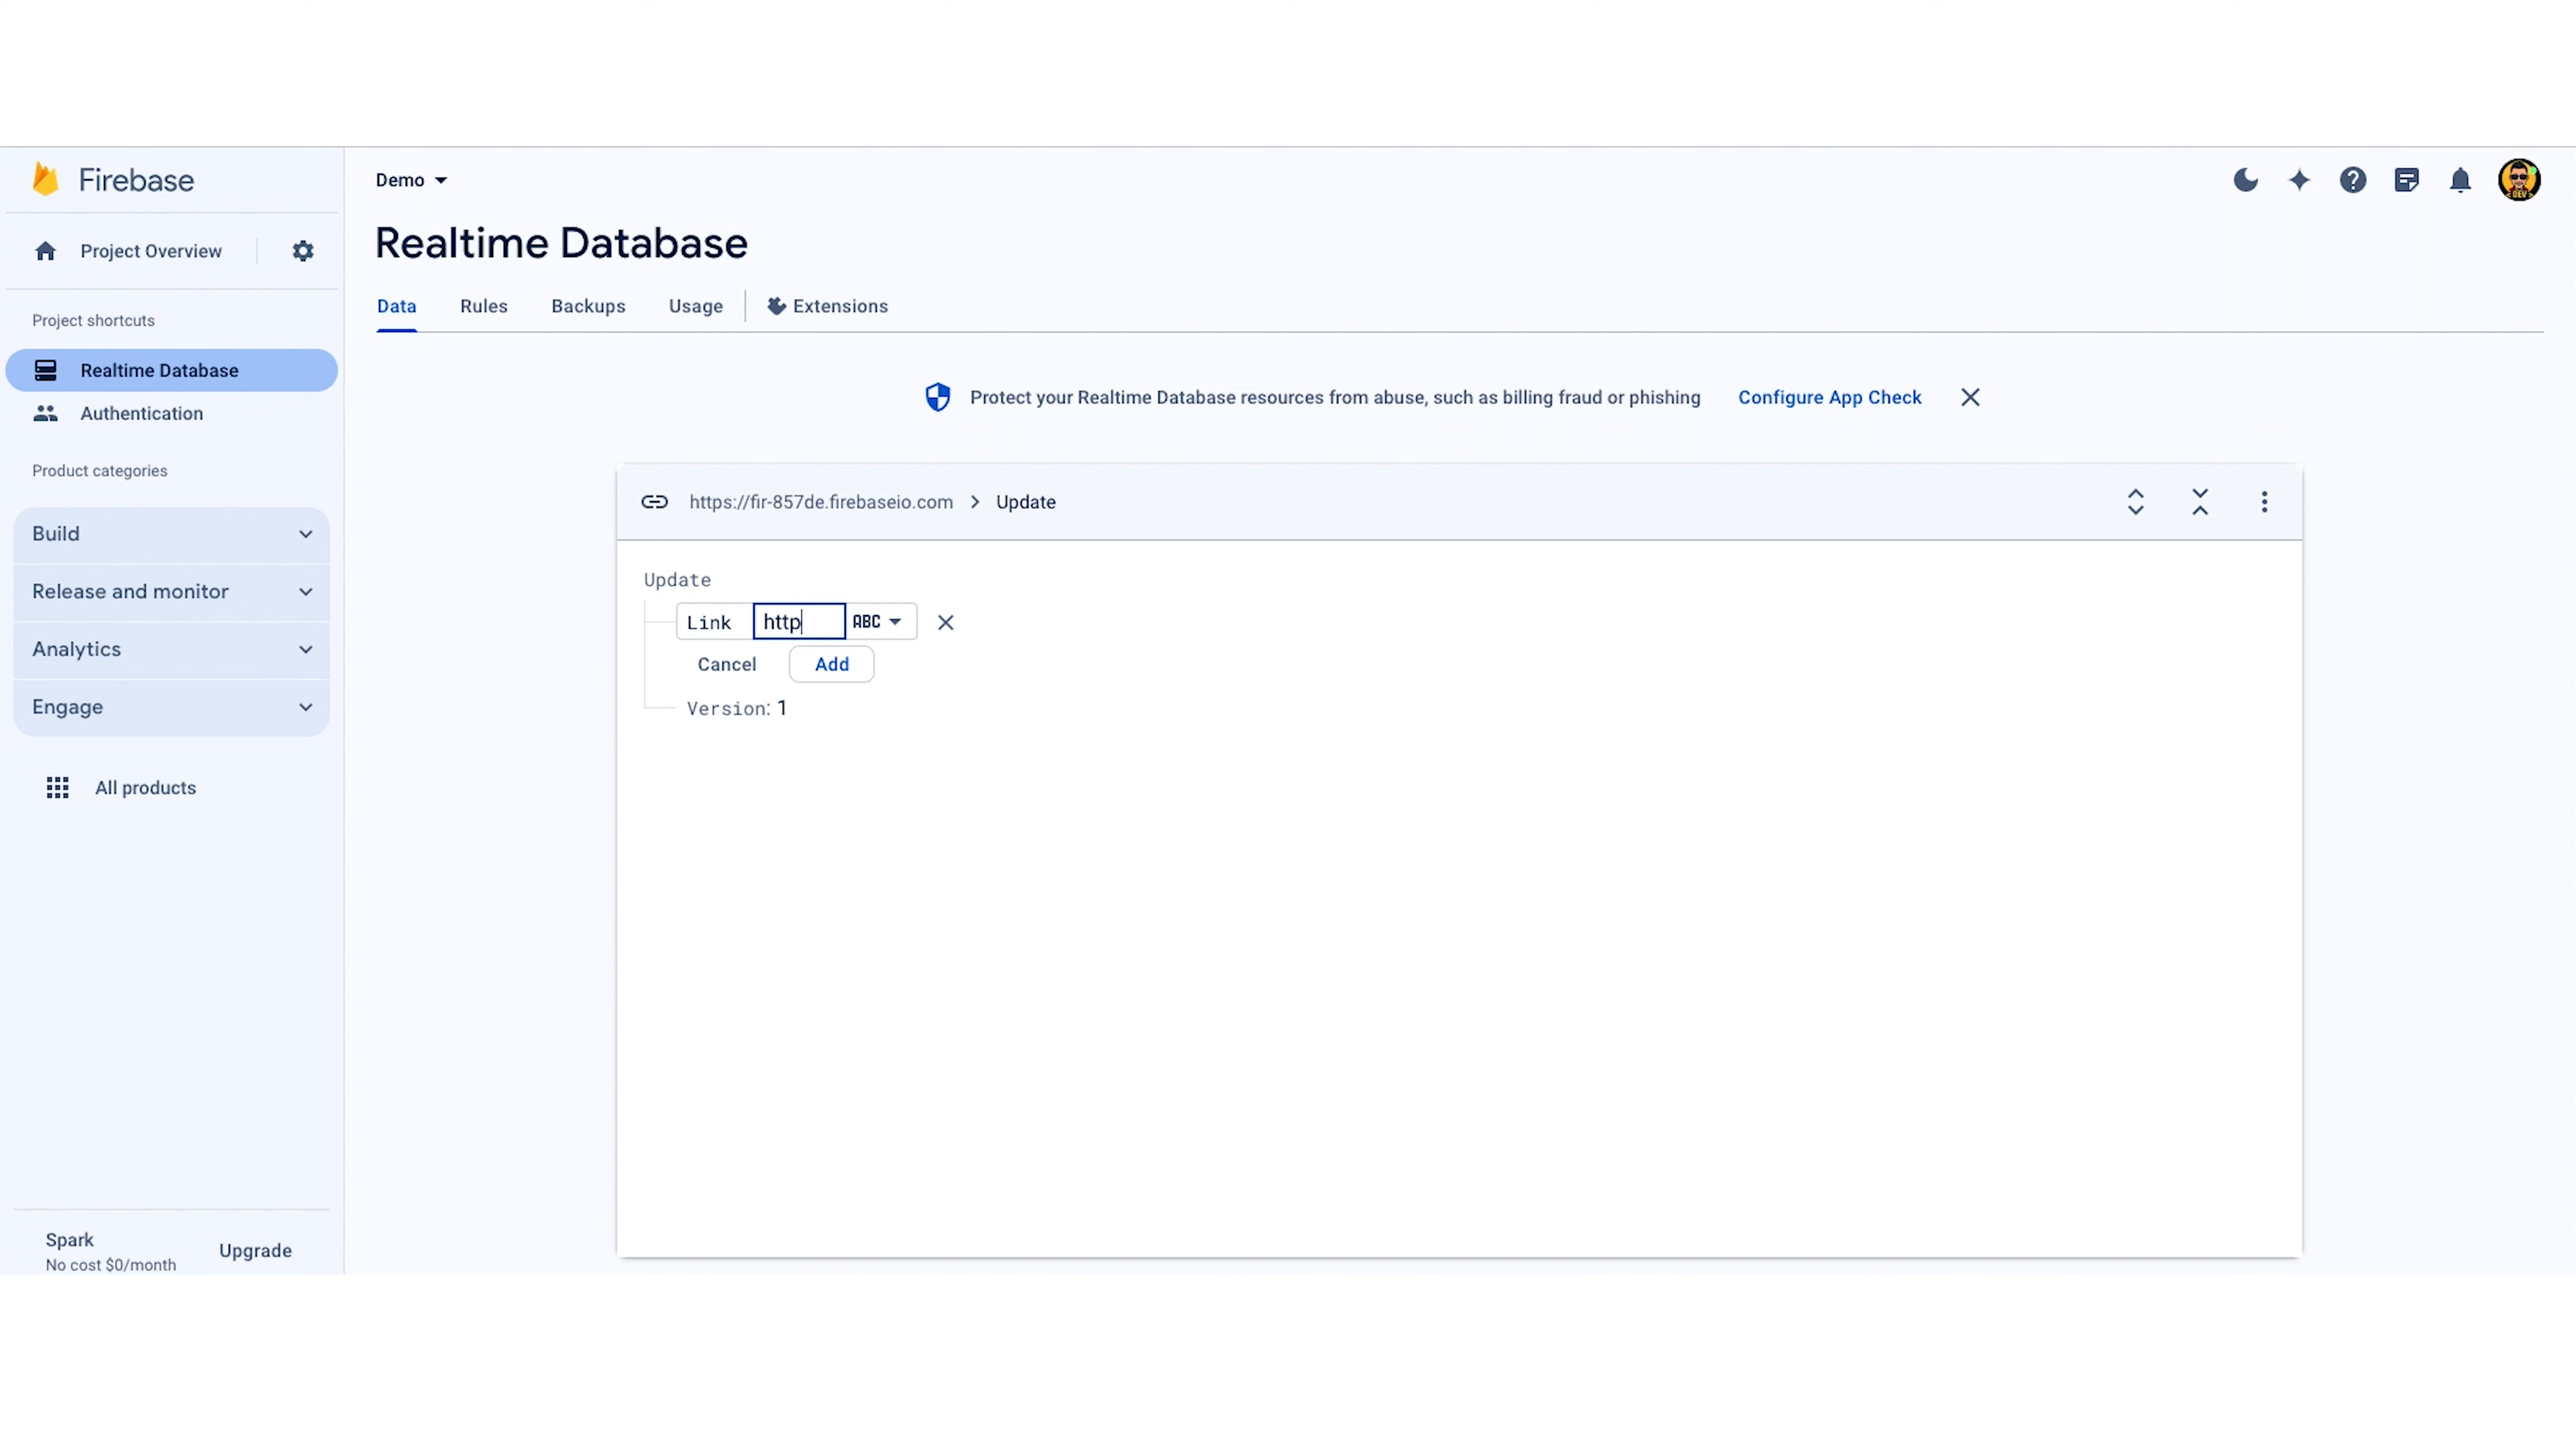 Firebase
Demo
Project Overview
Realtime Database
Data Rules Backups Usage Extensions
Project shortcuts
Realtime Database
Authentication
Protect your Realtime Database resources from abuse, such as billing fraud or phishing Configure App Check
Product categories
Build
Release and monitor
Analytics
Engage
All products
https://fir-857de.firebaseio.com > Update
Update
Link http ABC
Cancel Add
Version: 1
Spark
No cost $0/month
Upgrade
DEV